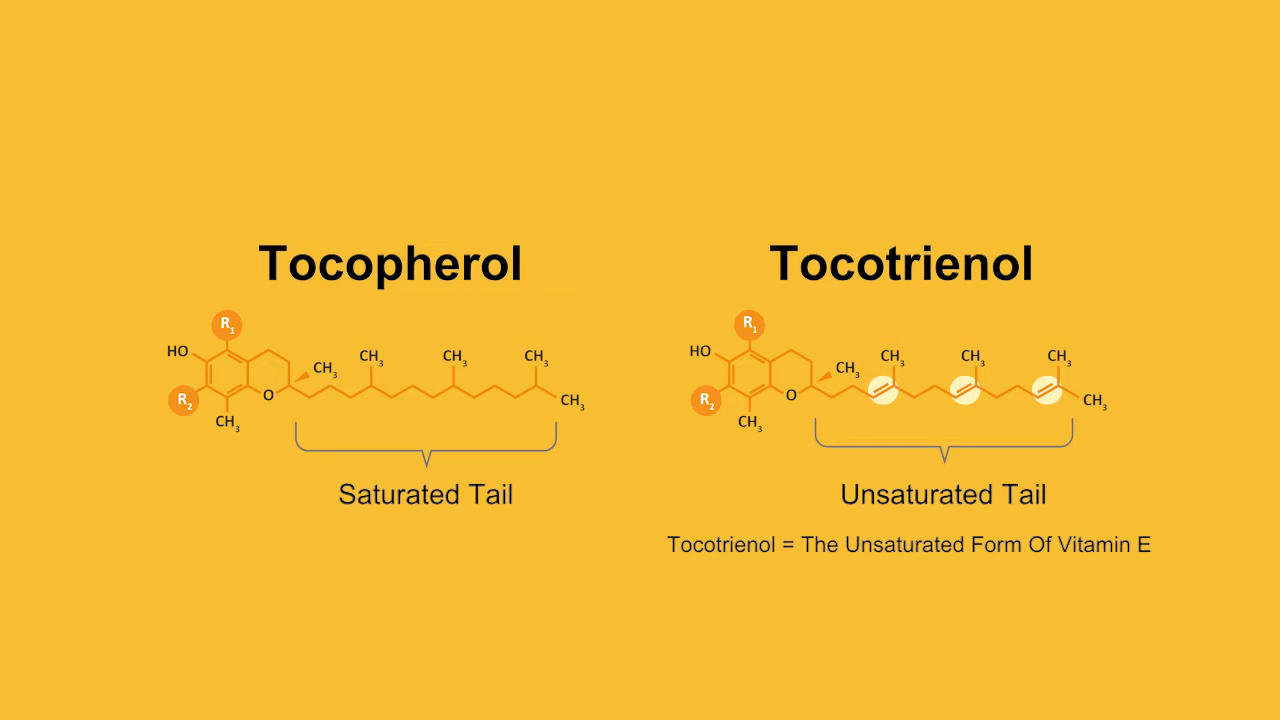 Tocopherol
R1
HO
CH3
CH3
CH3
CH3
O
R2
CH3
CH3
Saturated Tail
Tocotrienol
R1
HO
CH3
CH3
CH3
CH3
O
R2
CH3
CH3
Unsaturated Tail
Tocotrienol = The Unsaturated Form Of Vitamin E